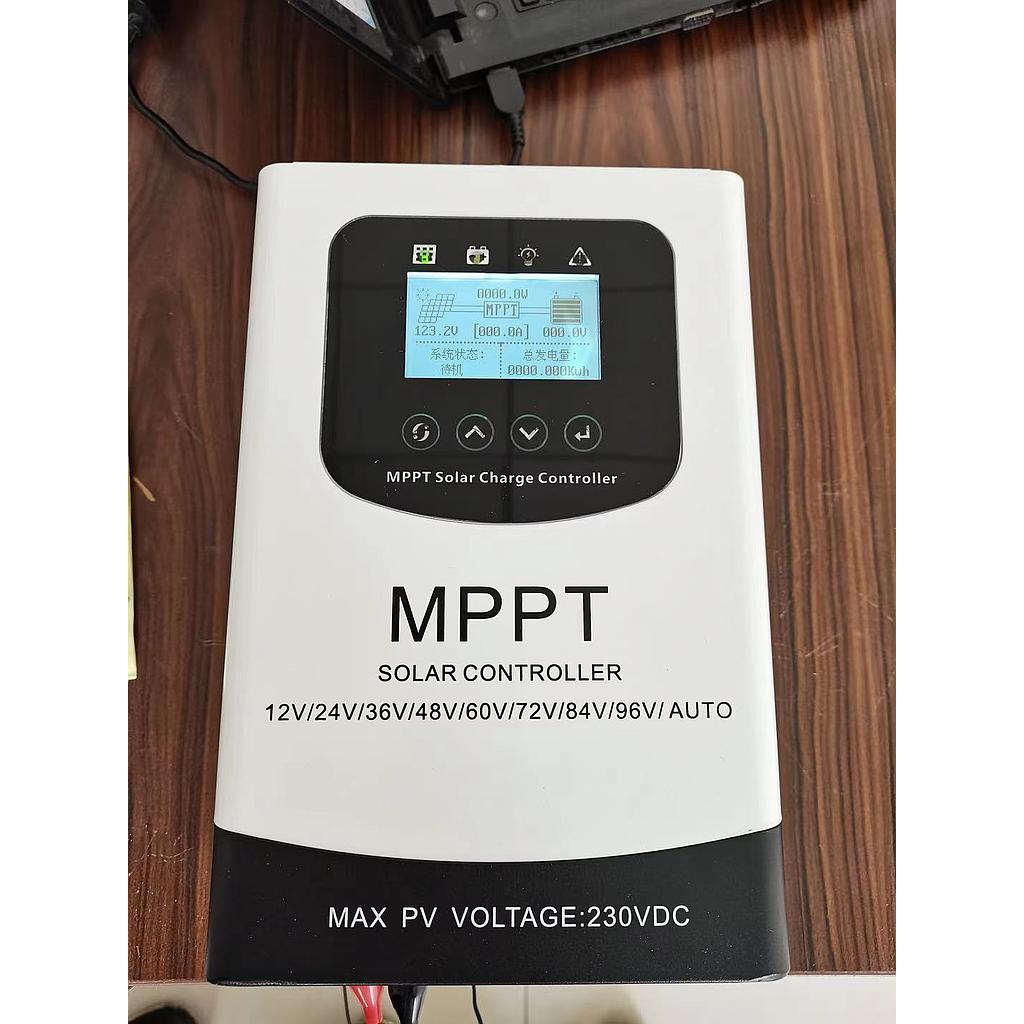 0000.0W
MPPT
123.2V [000.0A] 000.0V
系统状态: 总发电量:
待机 0000.000Kwh
MPPT Solar Charge Controller
MPPT
SOLAR CONTROLLER
12V/24V/36V/48V/60V/72V/84V/96V/ AUTO
MAX PV VOLTAGE:230VDC